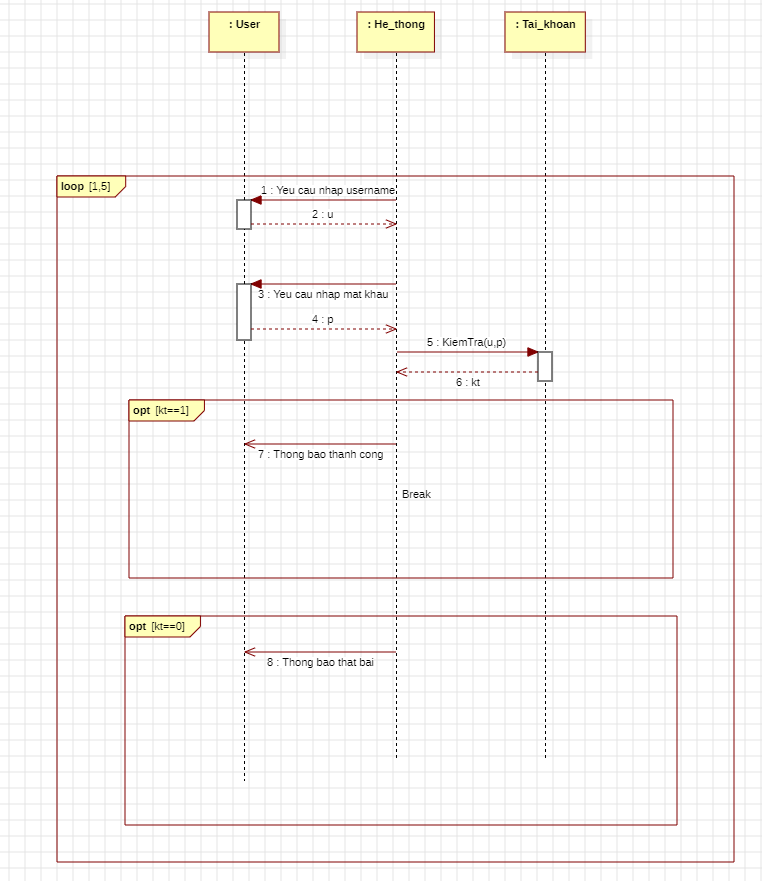 : User
: He_thong
: Tai_khoan
loop [1,5]
1 : Yeu cau nhap username
2 : u
3 : Yeu cau nhap mat khau
4 : p
5 : KiemTra(u,p)
6 : kt
opt [kt==1]
7 : Thong bao thanh cong
Break
opt [kt==0]
8 : Thong bao that bai